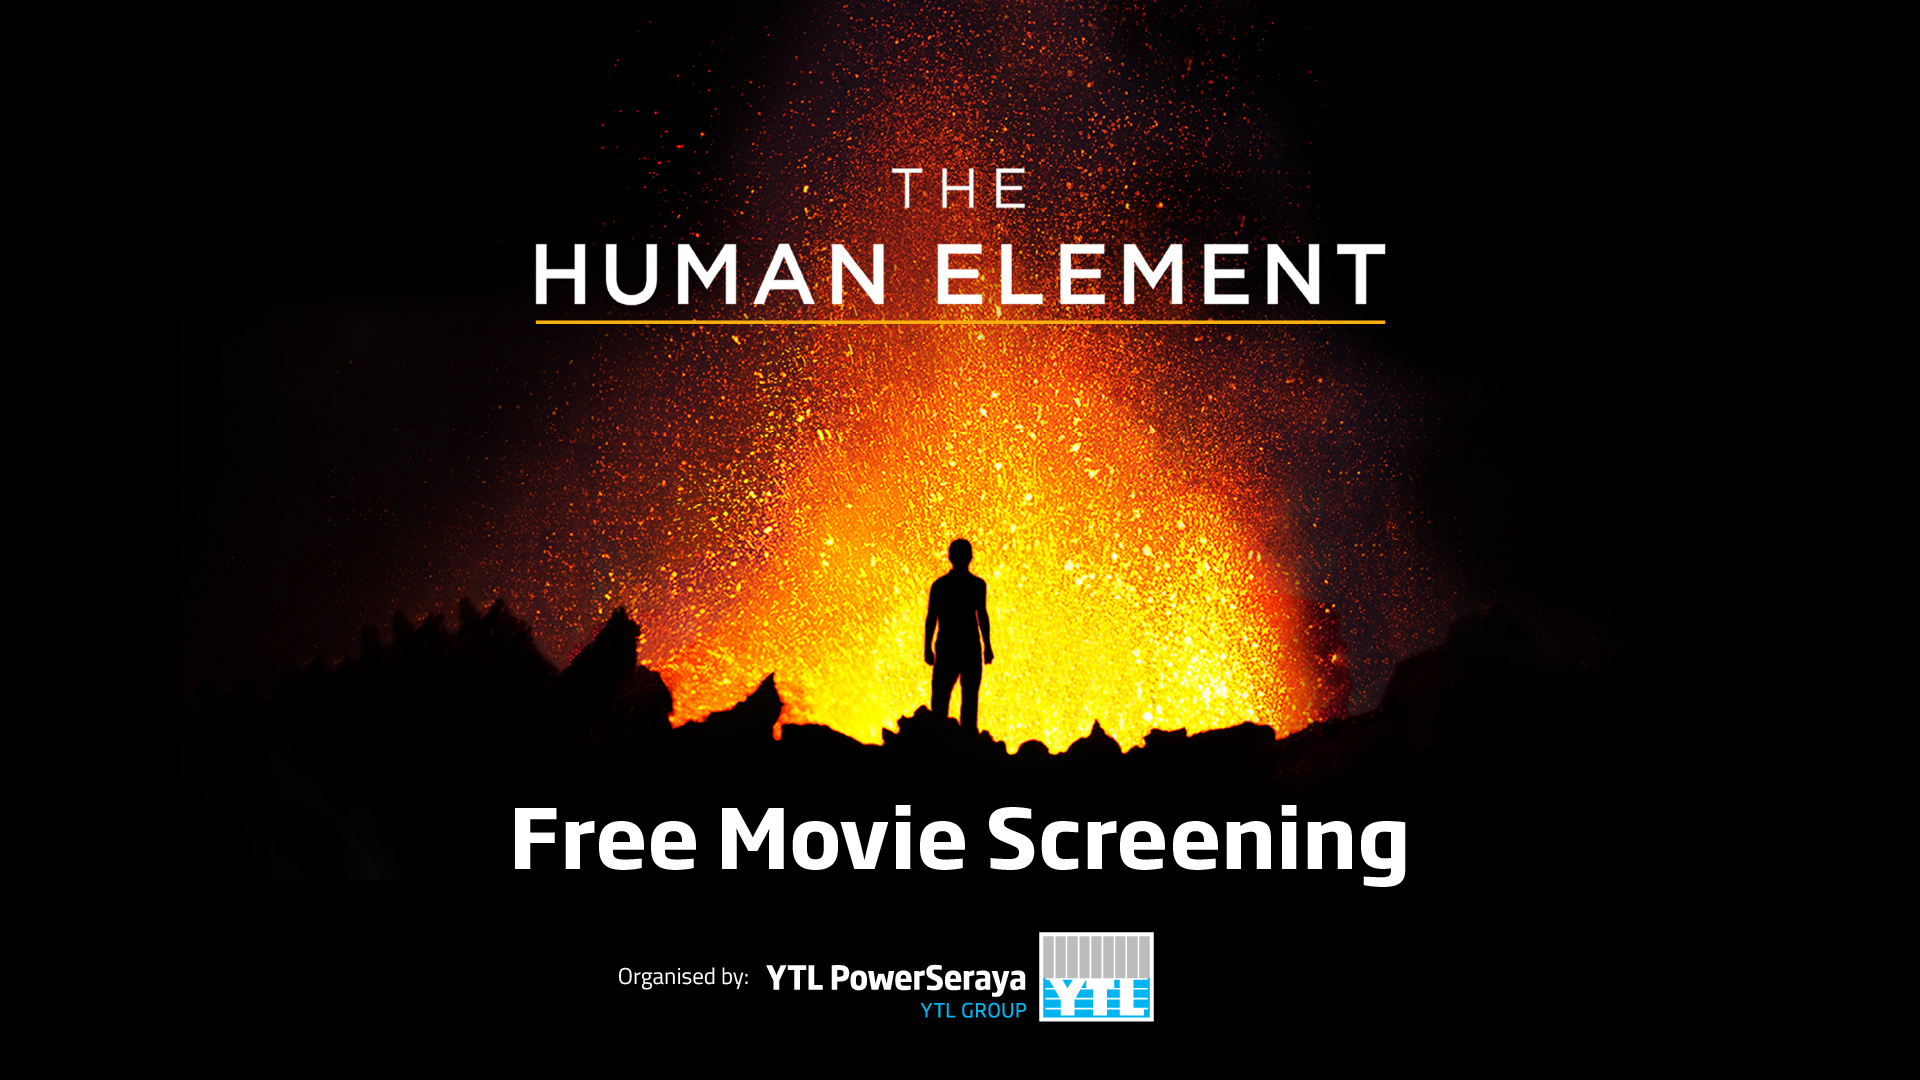 THE
HUMAN ELEMENT
Free Movie Screening
Organised by: YTL PowerSeraya
YTL GROUP
YTL